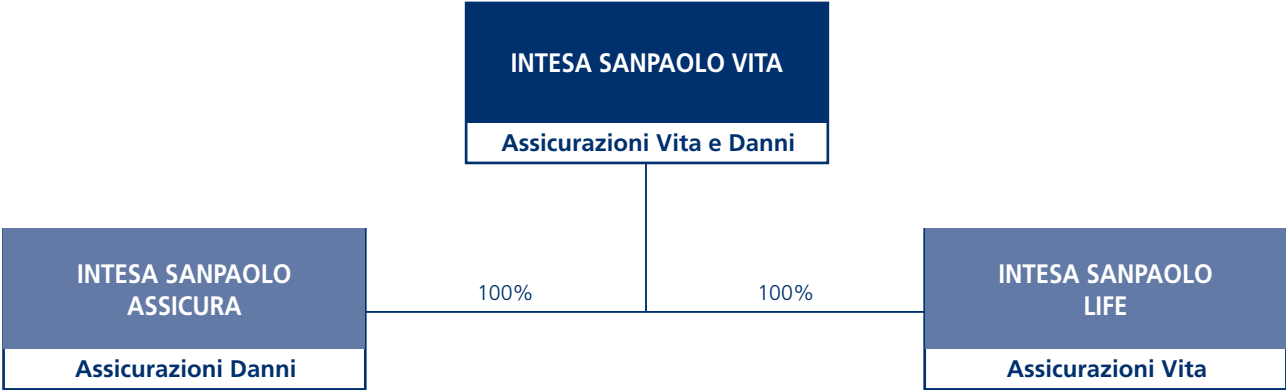 INTESA SANPAOLO VITA
Assicurazioni Vita e Danni
INTESA SANPAOLO
ASSICURA
Assicurazioni Danni
100%
100%
INTESA SANPAOLO
LIFE
Assicurazioni Vita